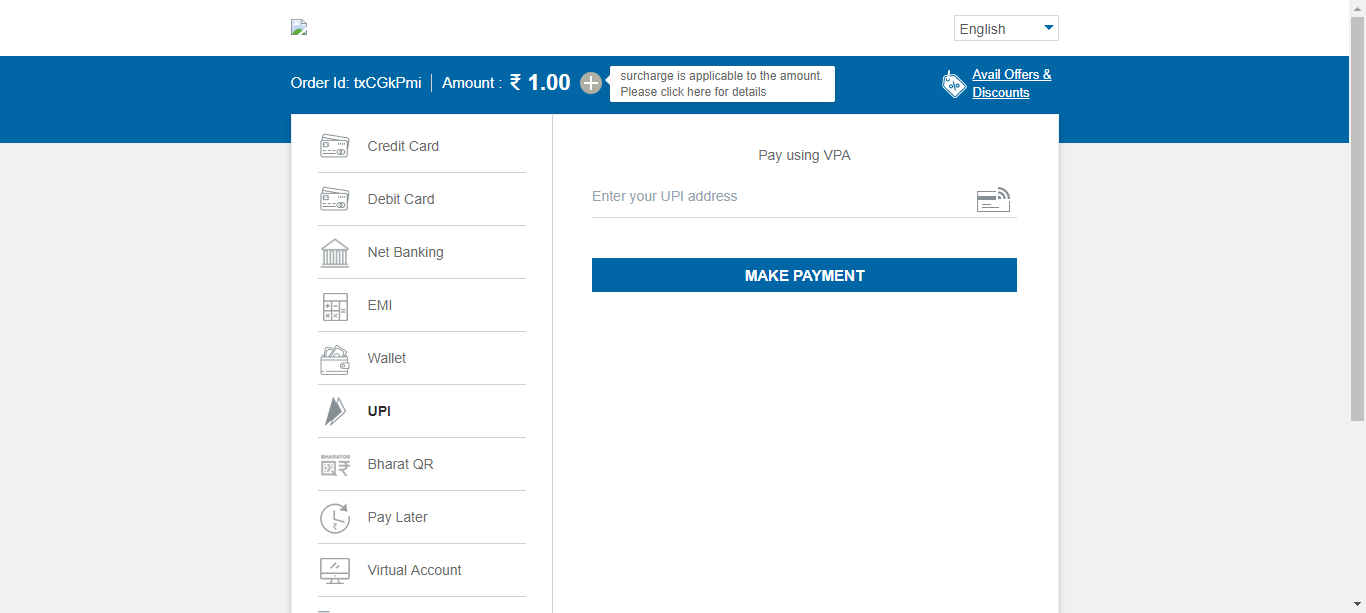 English
Order Id: txCGkPmi
Amount : ₹ 1.00
surcharge is applicable to the amount.
Please click here for details
Avail Offers &
Discounts
Credit Card
Debit Card
Net Banking
EMI
Wallet
UPI
BHARATQR
Bharat QR
Pay Later
Virtual Account
Pay using VPA
Enter your UPI address
MAKE PAYMENT